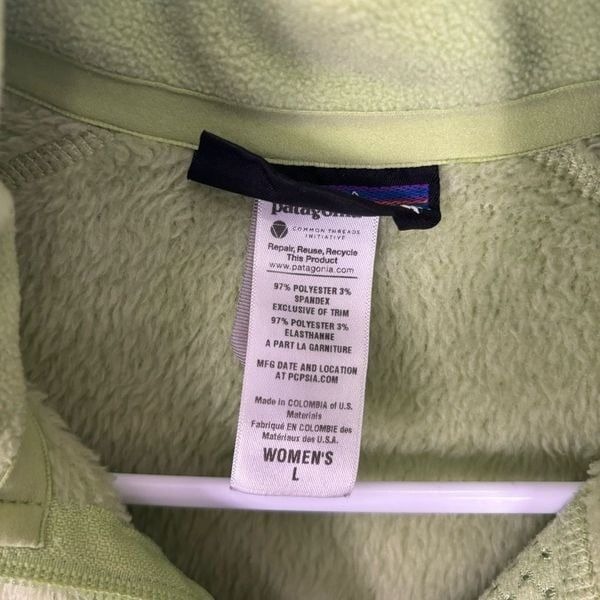 patagonia
COMMON THREADS
INITIATIVE
Repair, Reuse, Recycle
This Product
www.patagonia.com
97% POLYESTER 3%
SPANDEX
EXCLUSIVE OF TRIM
97% POLYESTER 3%
ELASTHANNE
A PART LA GARNITURE
MFG DATE AND LOCATION
AT PCPSIA.COM
Made in COLOMBIA of U.S.
Materials
Fabriqué EN COLOMBIE des
Matériaux des U.S.A.
WOMEN'S
L